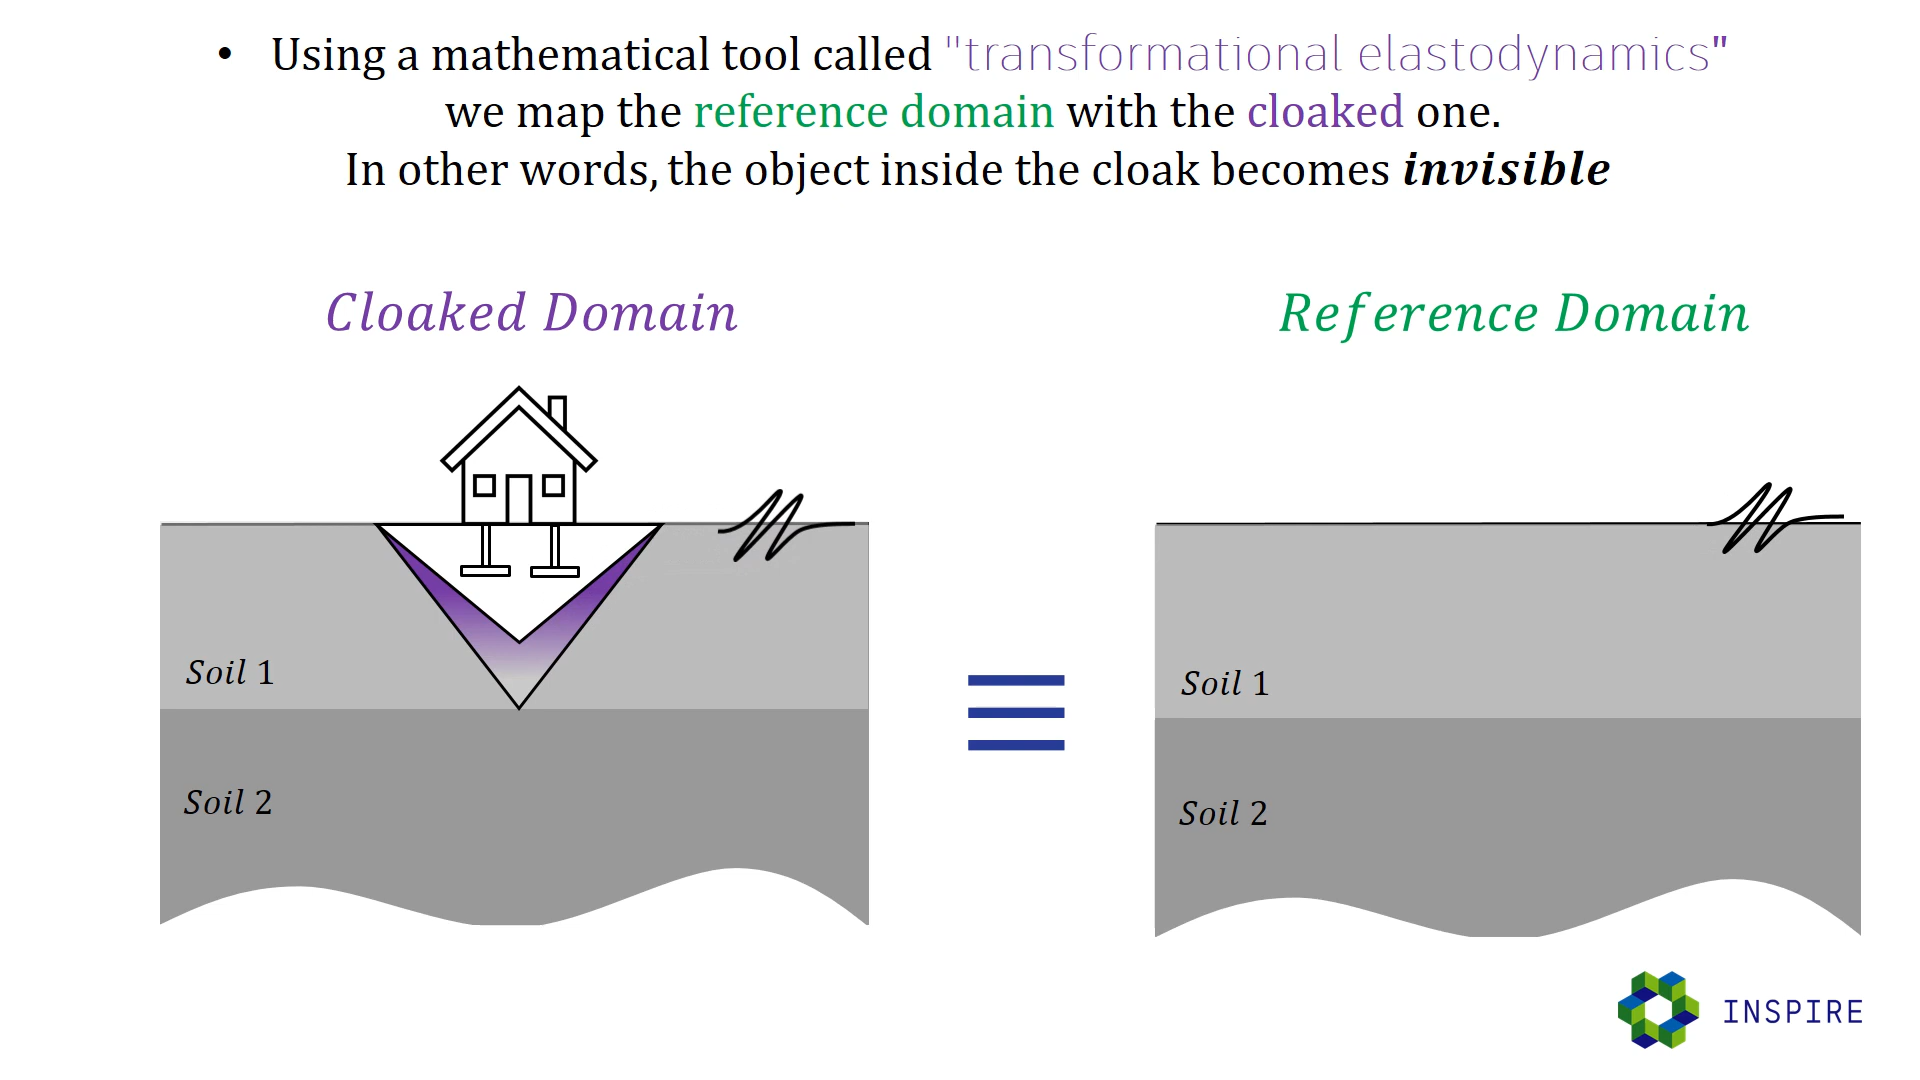 • Using a mathematical tool called "transformational elastodynamics"
we map the reference domain with the cloaked one.
In other words, the object inside the cloak becomes invisible
Cloaked Domain
Reference Domain
Soil 1
Soil 2
Soil 1
Soil 2
INSPIRE